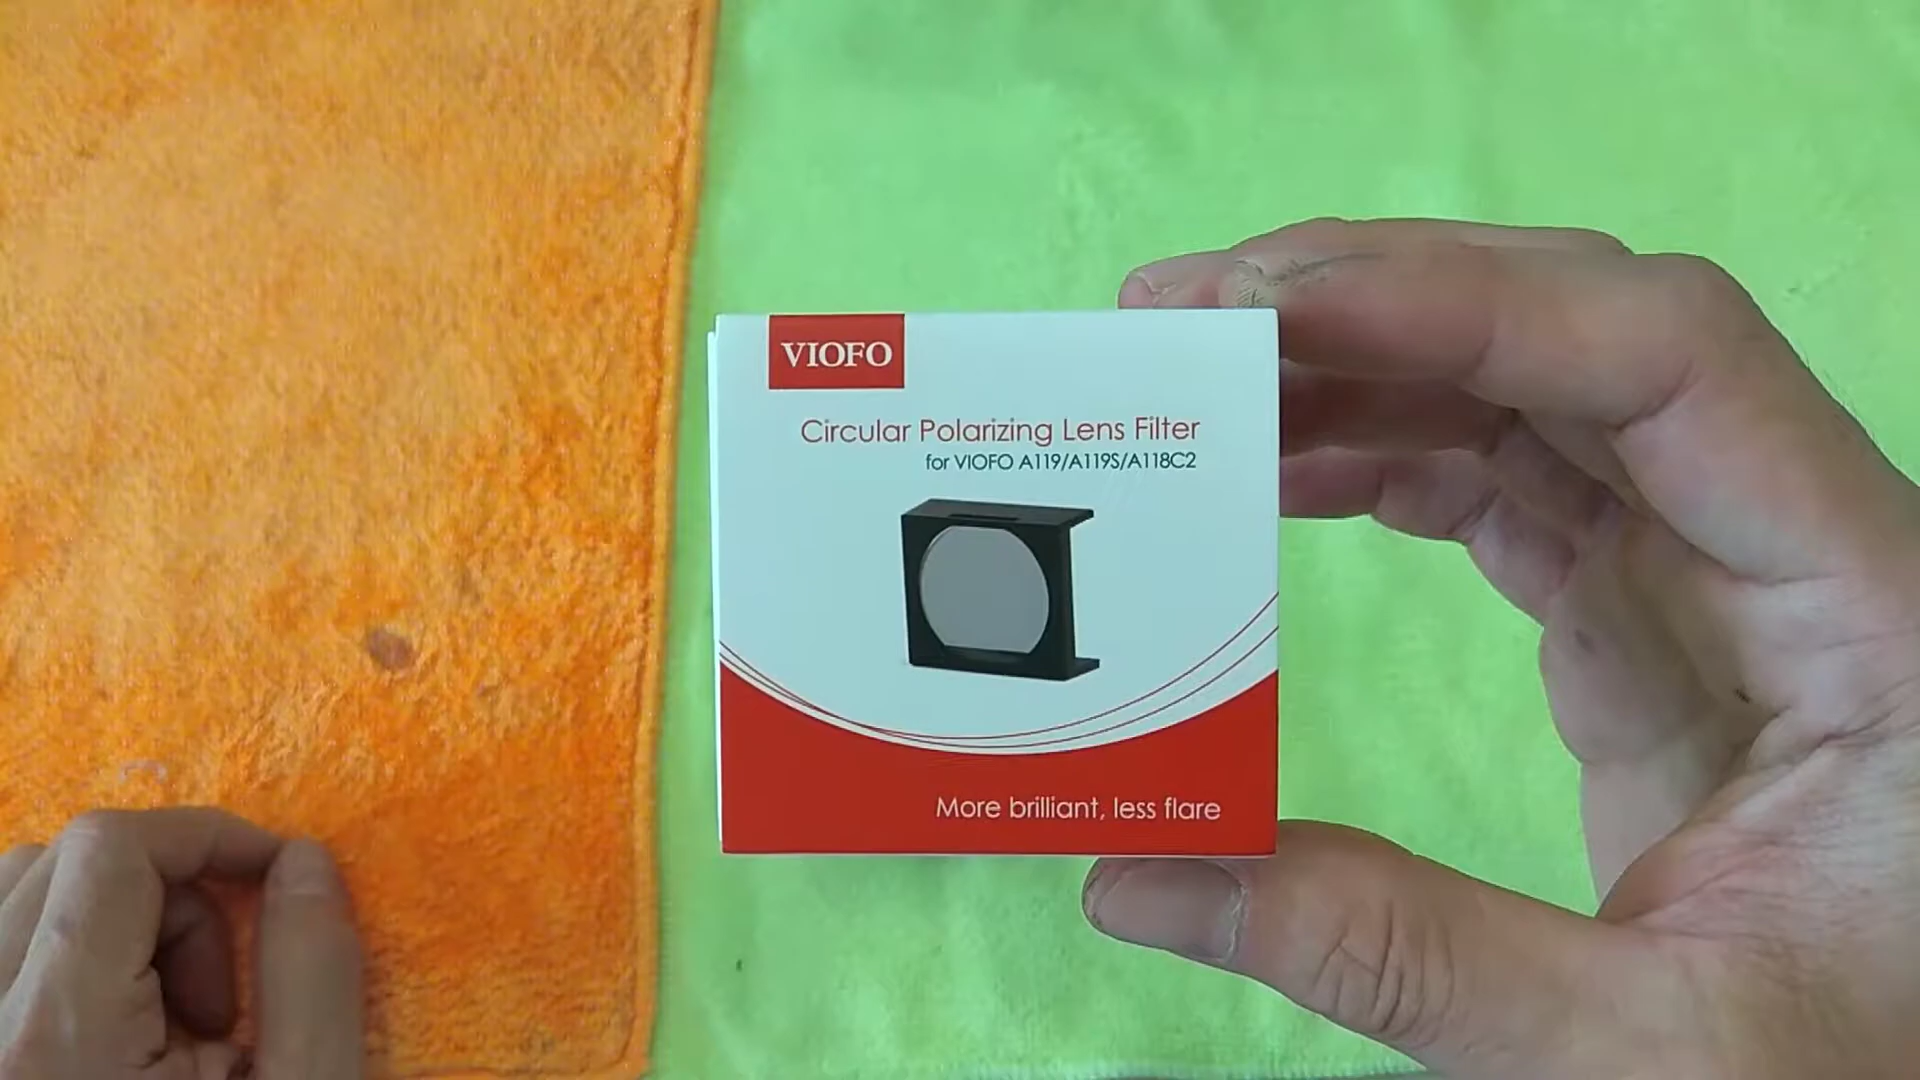 VIOFO
Circular Polarizing Lens Filter
for VIOFO A119/A119S/A118C2
More brilliant, less flare